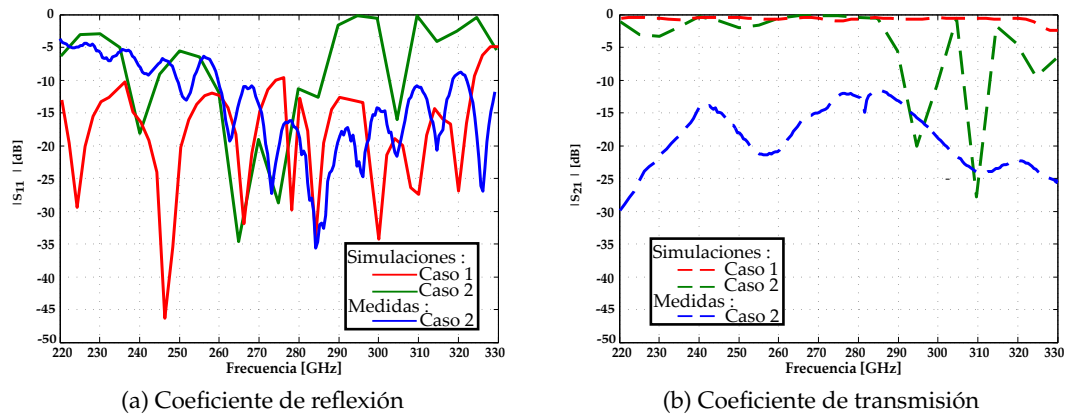 0
-5
-10
-15
-20
-25
-30
-35
-40
-45
-50
|S11| [dB]
220 230 240 250 260 270 280 290 300 310 320 330
Frecuencia [GHz]
Simulaciones :
Caso 1
Caso 2
Medidas :
Caso 2
(a) Coeficiente de reflexión
0
-5
-10
-15
-20
-25
-30
-35
-40
-45
-50
|S21| [dB]
220 230 240 250 260 270 280 290 300 310 320 330
Frecuencia [GHz]
Simulaciones :
Caso 1
Caso 2
Medidas :
Caso 2
(b) Coeficiente de transmisión